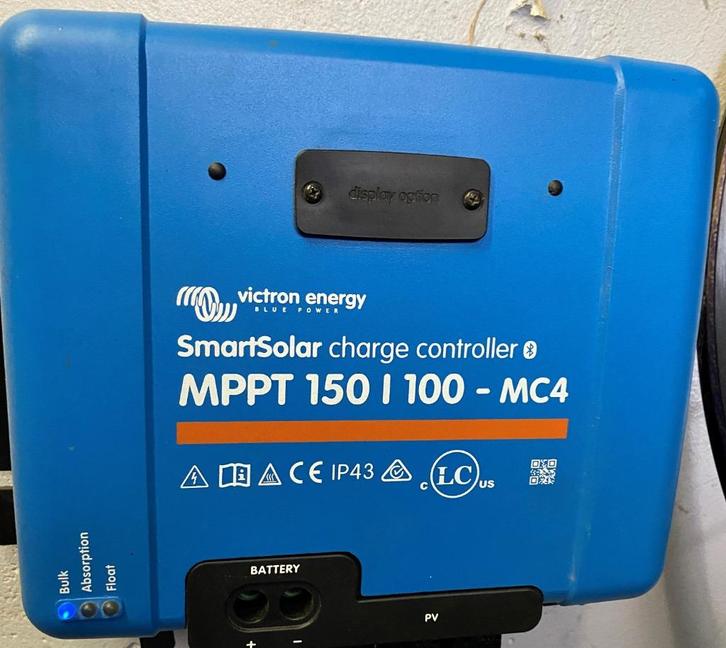 display option
victron energy
BLUE POWER
SmartSolar charge controller
MPPT 150 | 100 - MC4
CE IP43 c LC us
Bulk
Absorption
Float
BATTERY
+ −
PV